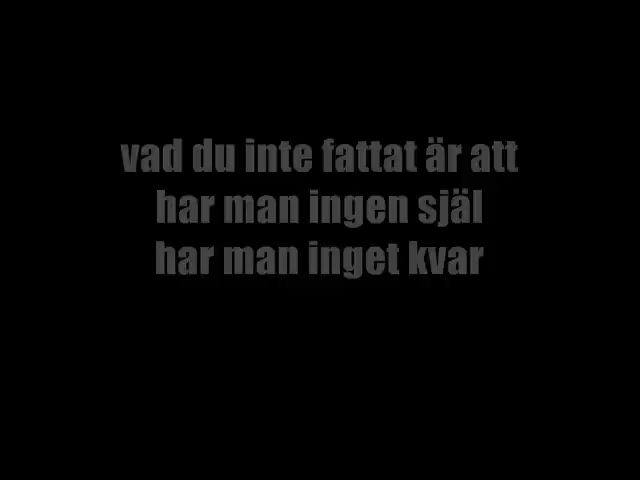 vad du inte fattat är att
har man ingen själ
har man inget kvar